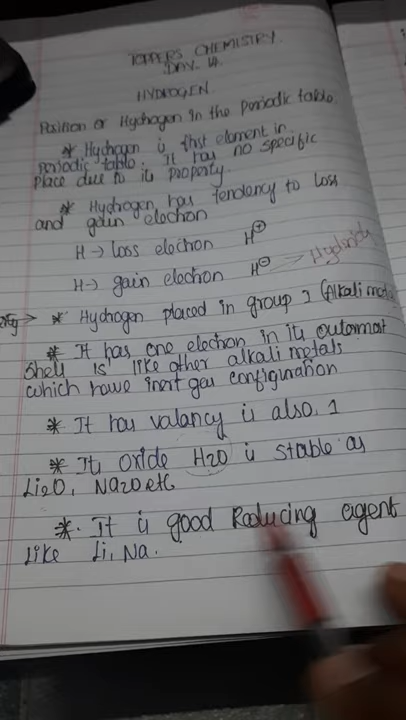 TOPPERS CHEMISTRY
DAY. 14
HYDROGEN
Position or Hydrogen in the periodic table
* Hydrogen is first element in
periodic table. It has no specific
place due to its property.
* Hydrogen has tendency to loss
and gain electron
H → loss electron H⊕
H → gain electron H⊖ → Hydride
→ * Hydrogen placed in group 1 (Alkali metal
* It has one electron in its outermost
shell is like other alkali metals
which have inert gas configuration
* It has valancy is also. 1
* Its oxide H2O is stable as
Li2O, Na2O etc
* . It is good Reducing agent
like Li, Na.